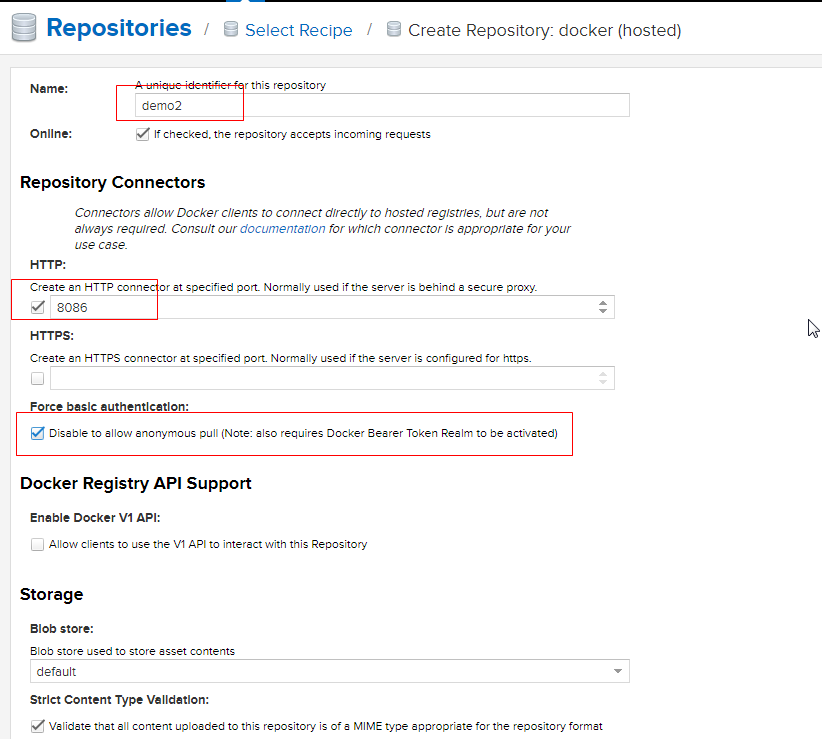 Repositories / Select Recipe / Create Repository: docker (hosted)
Name: A unique identifier for this repository
demo2
Online: If checked, the repository accepts incoming requests
Repository Connectors
Connectors allow Docker clients to connect directly to hosted registries, but are not
always required. Consult our documentation for which connector is appropriate for your
use case.
HTTP:
Create an HTTP connector at specified port. Normally used if the server is behind a secure proxy.
8086
HTTPS:
Create an HTTPS connector at specified port. Normally used if the server is configured for https.
Force basic authentication:
Disable to allow anonymous pull (Note: also requires Docker Bearer Token Realm to be activated)
Docker Registry API Support
Enable Docker V1 API:
Allow clients to use the V1 API to interact with this Repository
Storage
Blob store:
Blob store used to store asset contents
default
Strict Content Type Validation:
Validate that all content uploaded to this repository is of a MIME type appropriate for the repository format